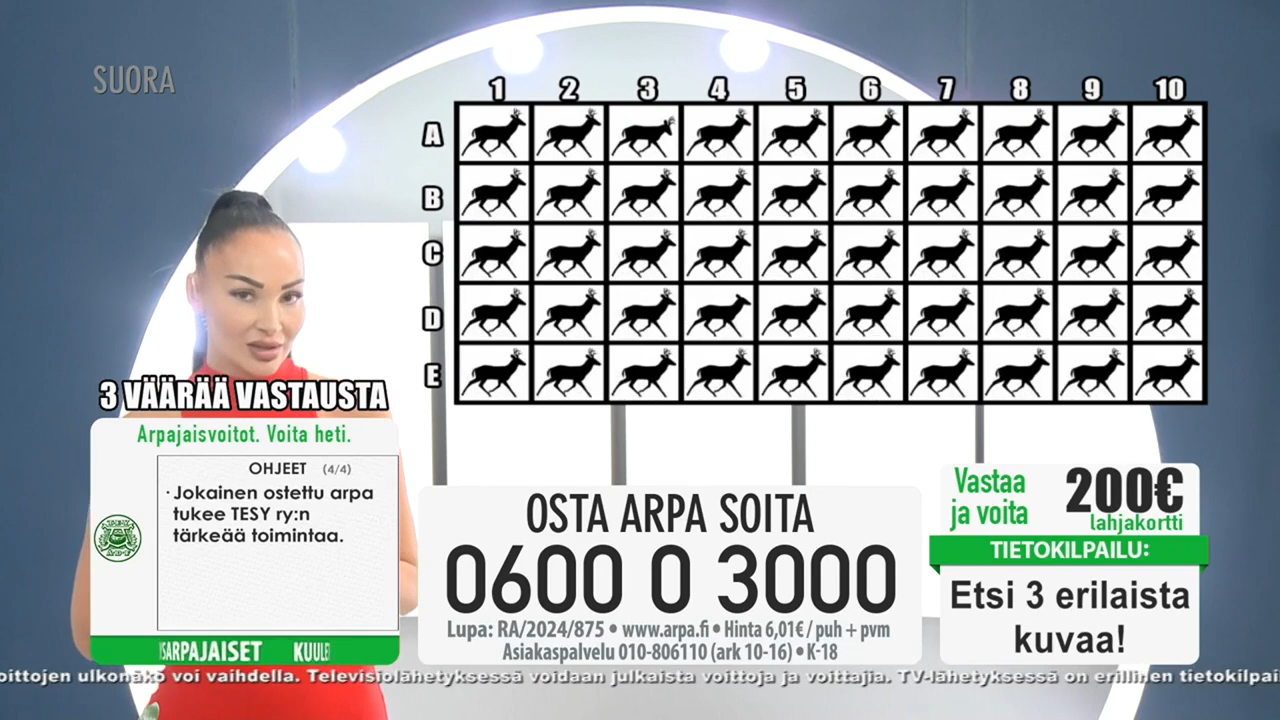 SUORA
1 2 3 4 5 6 7 8 9 10
A
B
C
D
E
3 VÄÄRÄÄ VASTAUSTA
Arpajaisvoitot. Voita heti.
OHJEET (4/4)
· Jokainen ostettu arpa
tukee TESY ry:n
tärkeää toimintaa.
ARPAJAISET
OSTA ARPA SOITA
0600 0 3000
Lupa: RA/2024/875 • www.arpa.fi • Hinta 6,01€ / puh + pvm
Asiakaspalvelu 010-806110 (ark 10-16) • K-18
Vastaa
ja voita
200€
lahjakortti
TIETOKILPAILU:
Etsi 3 erilaista
kuvaa!
oittojen ulkonäkö voi vaihdella. Televisiolähetyksessä voidaan julkaista voittoja ja voittajia. TV-lähetyksessä on erillinen tietokilpai